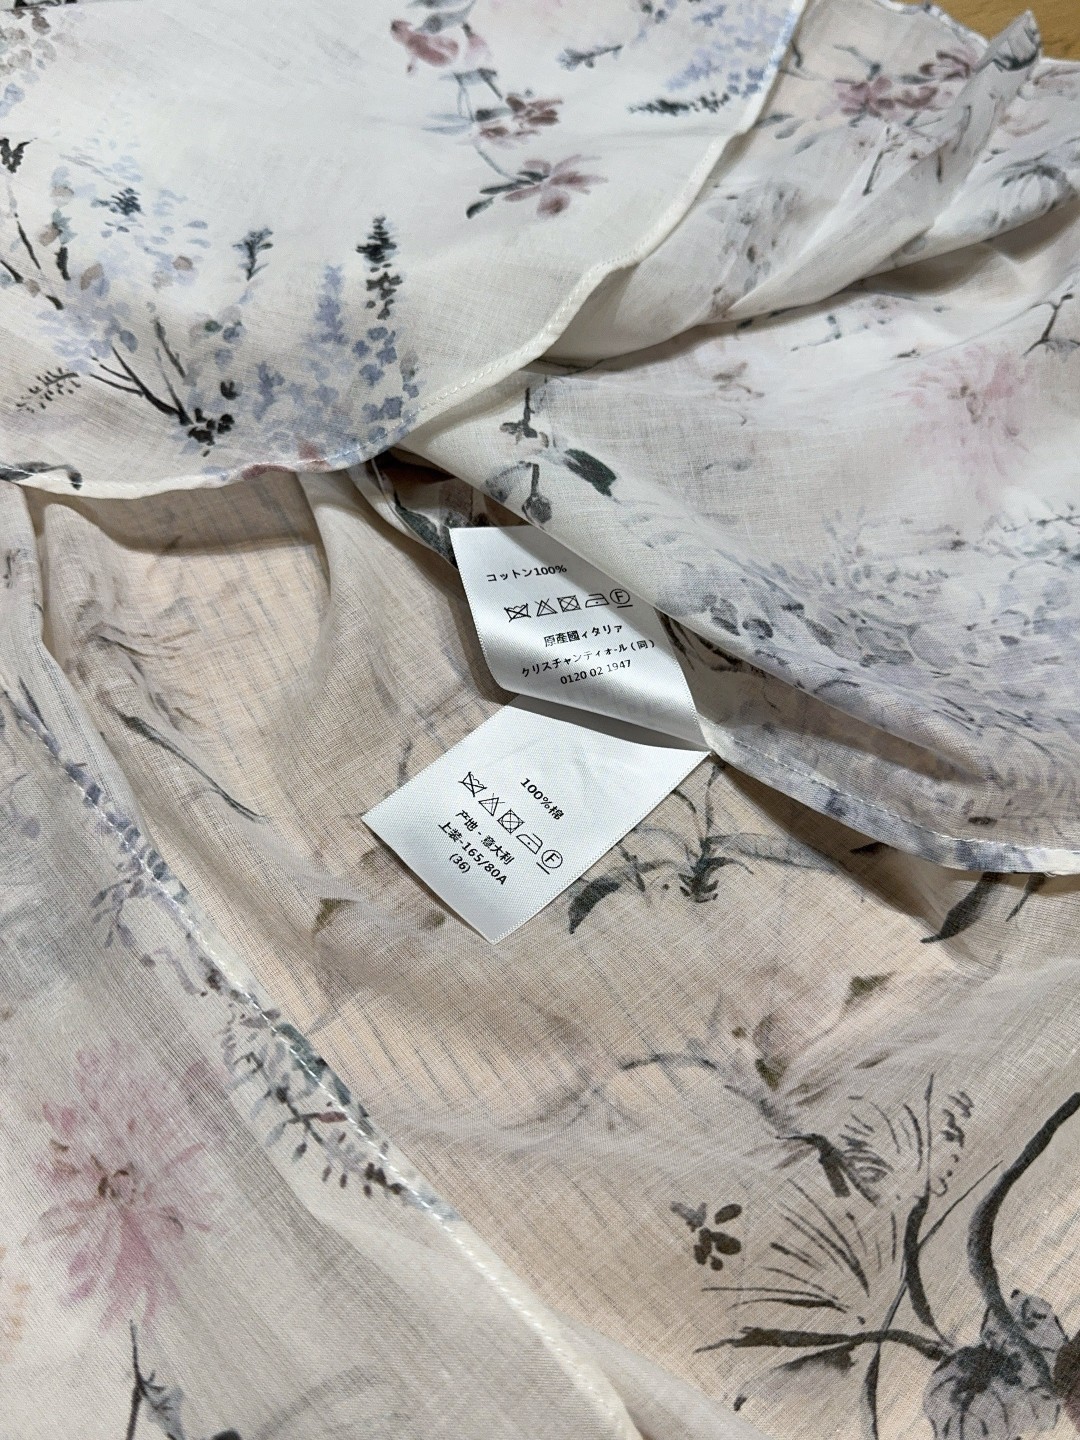 コットン100%
F
原産國イタリア
クリスチャンディオール(同)
0120 02 1947
100%棉
F
产地-意大利
上装-165/80A
(36)